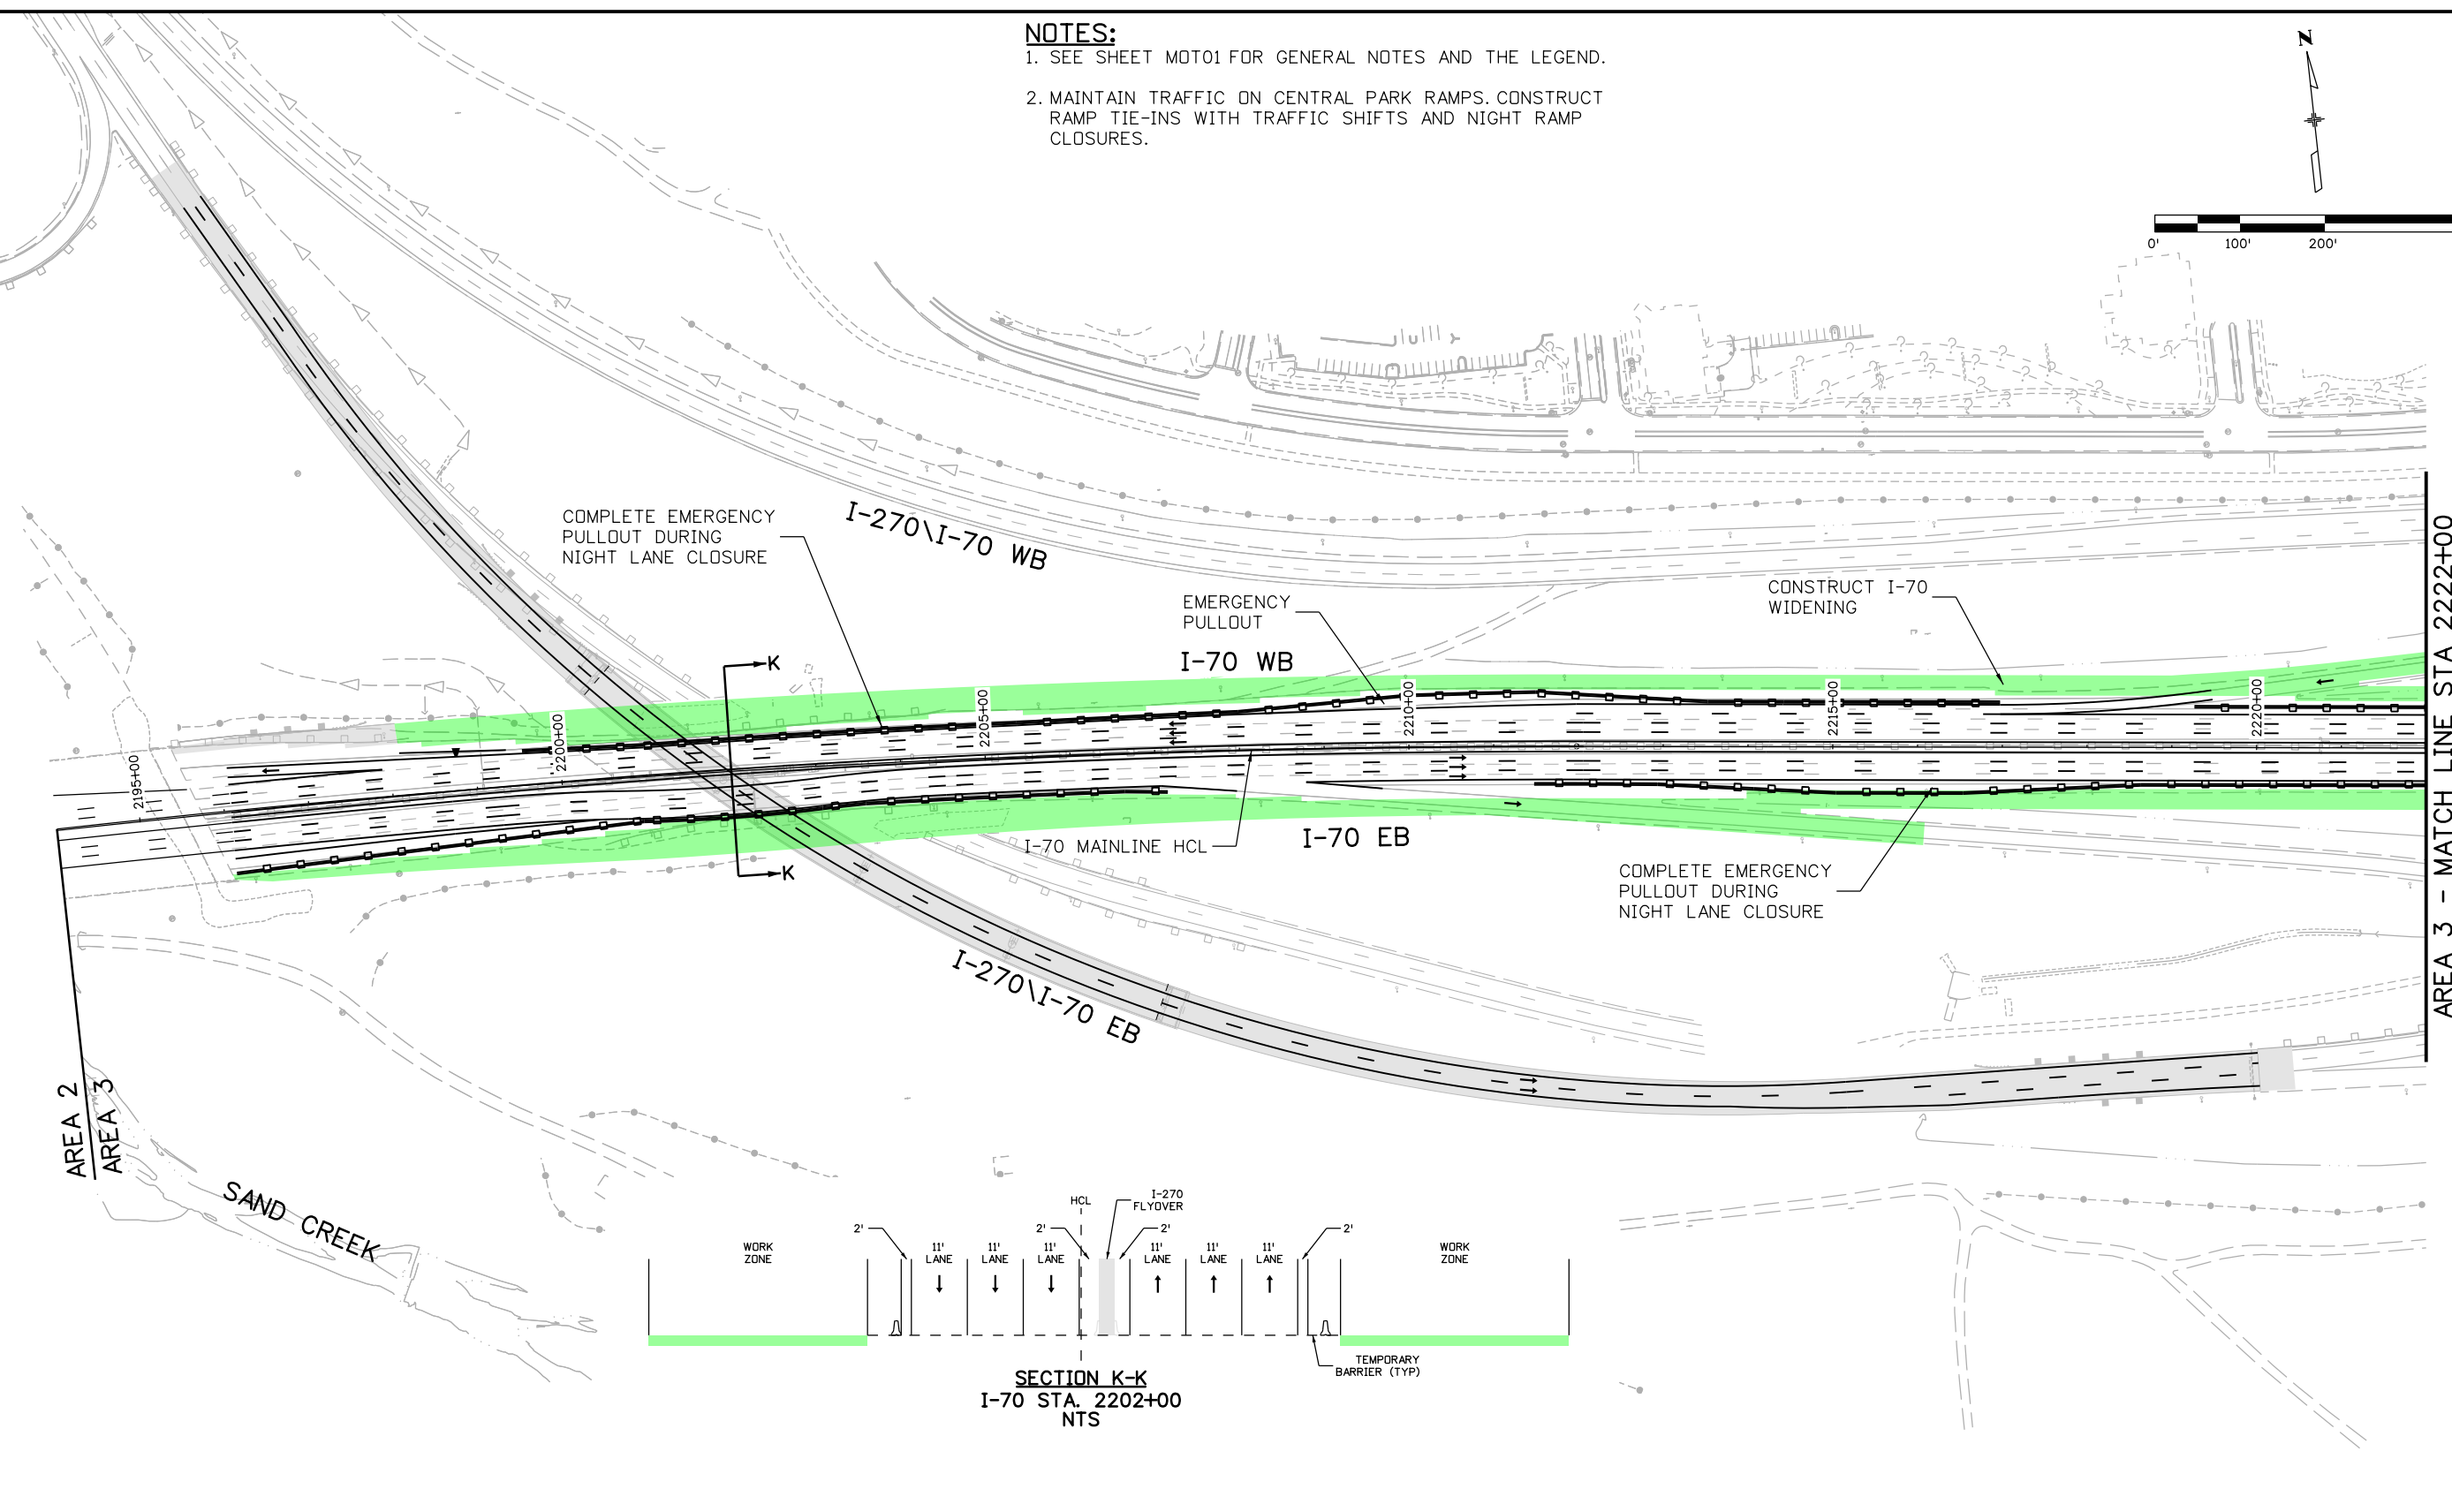 NOTES:
1. SEE SHEET MOT01 FOR GENERAL NOTES AND THE LEGEND.
2. MAINTAIN TRAFFIC ON CENTRAL PARK RAMPS. CONSTRUCT
RAMP TIE-INS WITH TRAFFIC SHIFTS AND NIGHT RAMP
CLOSURES.
N
0' 100' 200'
COMPLETE EMERGENCY
PULLOUT DURING
NIGHT LANE CLOSURE
I-270\I-70 WB
EMERGENCY
PULLOUT
I-70 WB
CONSTRUCT I-70
WIDENING
AREA 3 - MATCH LINE STA 2222+00
K
2195+00
2200+00
2205+00
2210+00
2215+00
2220+00
K
I-70 MAINLINE HCL
I-70 EB
COMPLETE EMERGENCY
PULLOUT DURING
NIGHT LANE CLOSURE
I-270\I-70 EB
AREA 2
AREA 3
SAND CREEK
HCL
I-270
FLYOVER
2'
2'
2'
2'
WORK
ZONE
11'
LANE
11'
LANE
11'
LANE
11'
LANE
11'
LANE
11'
LANE
WORK
ZONE
TEMPORARY
BARRIER (TYP)
SECTION K-K
I-70 STA. 2202+00
NTS